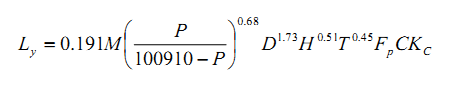 L_y = 0.191M(P / (100910 − P))^0.68 D^1.73 H^0.51 T^0.45 F_p C K_C